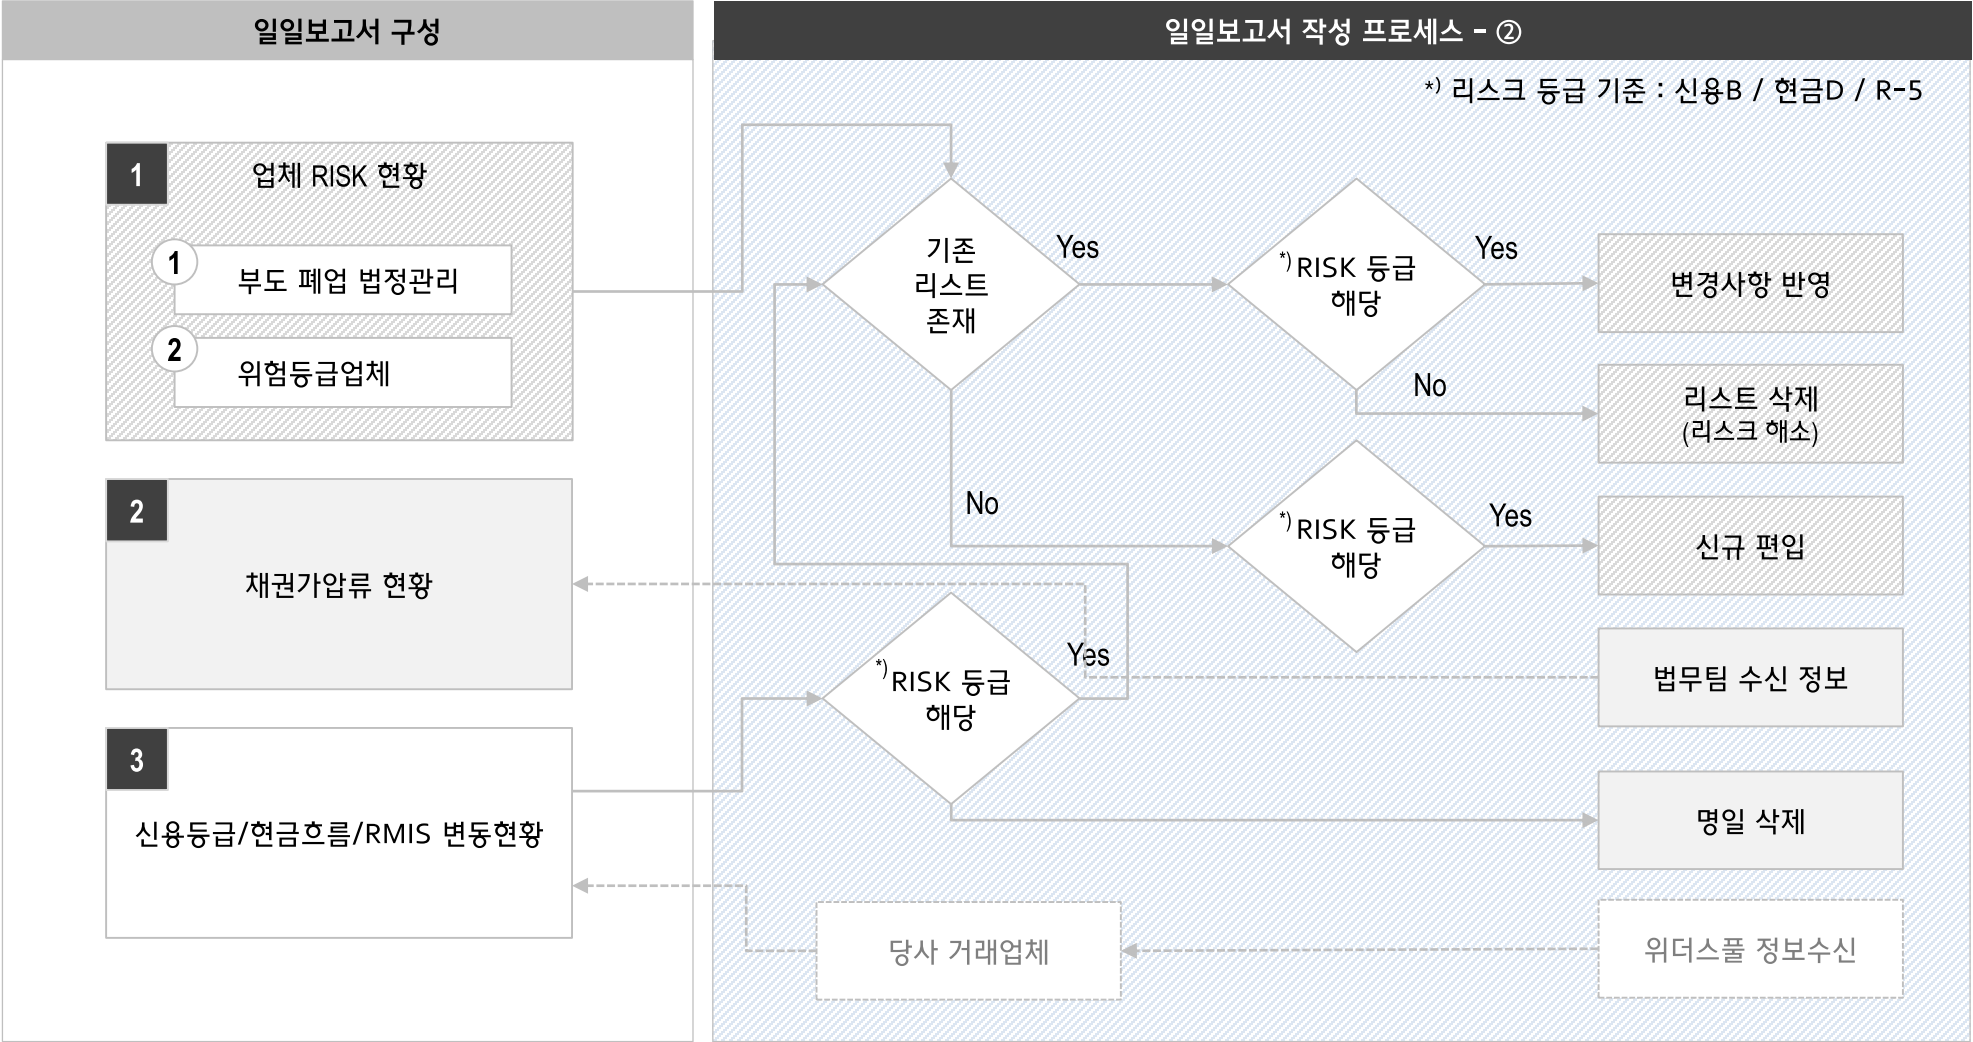 일일보고서 구성
1
업체 RISK 현황
1
부도 폐업 법정관리
2
위험등급업체
2
채권가압류 현황
3
신용등급/현금흐름/RMIS 변동현황
일일보고서 작성 프로세스 - ②
*) 리스크 등급 기준 : 신용B / 현금D / R-5
기존
리스트
존재
Yes
*)RISK 등급
해당
Yes
변경사항 반영
No
리스트 삭제
(리스크 해소)
No
*)RISK 등급
해당
Yes
신규 편입
*)RISK 등급
해당
Yes
법무팀 수신 정보
명일 삭제
당사 거래업체
위더스풀 정보수신